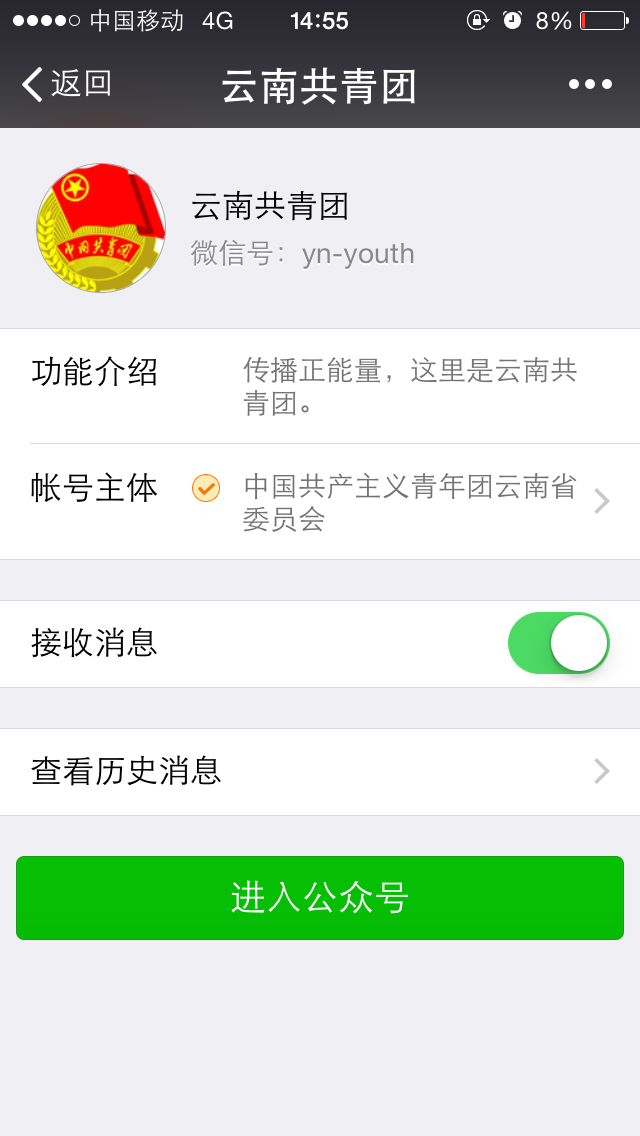 中国移动 4G 14:55 8%
返回 云南共青团
中国共青团
云南共青团
微信号：yn-youth
功能介绍 传播正能量，这里是云南共
青团。
帐号主体 中国共产主义青年团云南省
委员会
接收消息
查看历史消息
进入公众号